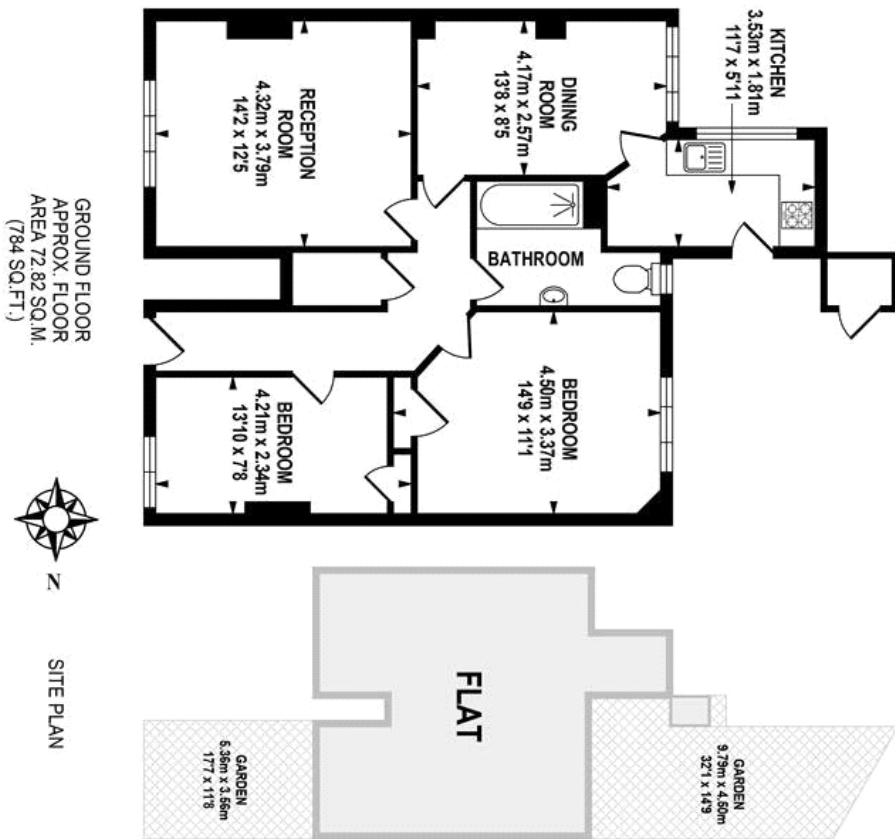 KITCHEN
3.53m x 1.81m
11'7 x 5'11
DINING
ROOM
4.17m x 2.57m
13'8 x 8'5
RECEPTION
ROOM
4.32m x 3.79m
14'2 x 12'5
BATHROOM
BEDROOM
4.50m x 3.37m
14'9 x 11'1
BEDROOM
4.21m x 2.34m
13'10 x 7'8
GROUND FLOOR
APPROX. FLOOR
AREA 72.82 SQ.M.
(784 SQ.FT.)
N
SITE PLAN
FLAT
GARDEN
9.79m x 4.50m
32'1 x 14'9
GARDEN
5.36m x 3.56m
17'7 x 11'8